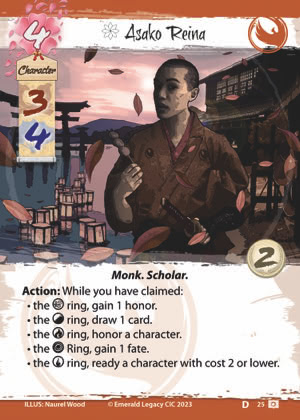 4
Asako Reina
Character
3
4
2
Monk. Scholar.
Action: While you have claimed:
• the ring, gain 1 honor.
• the ring, draw 1 card.
• the ring, honor a character.
• the Ring, gain 1 fate.
• the ring, ready a character with cost 2 or lower.
ILLUS: Naurel Wood © Emerald Legacy CIC 2023 D 25